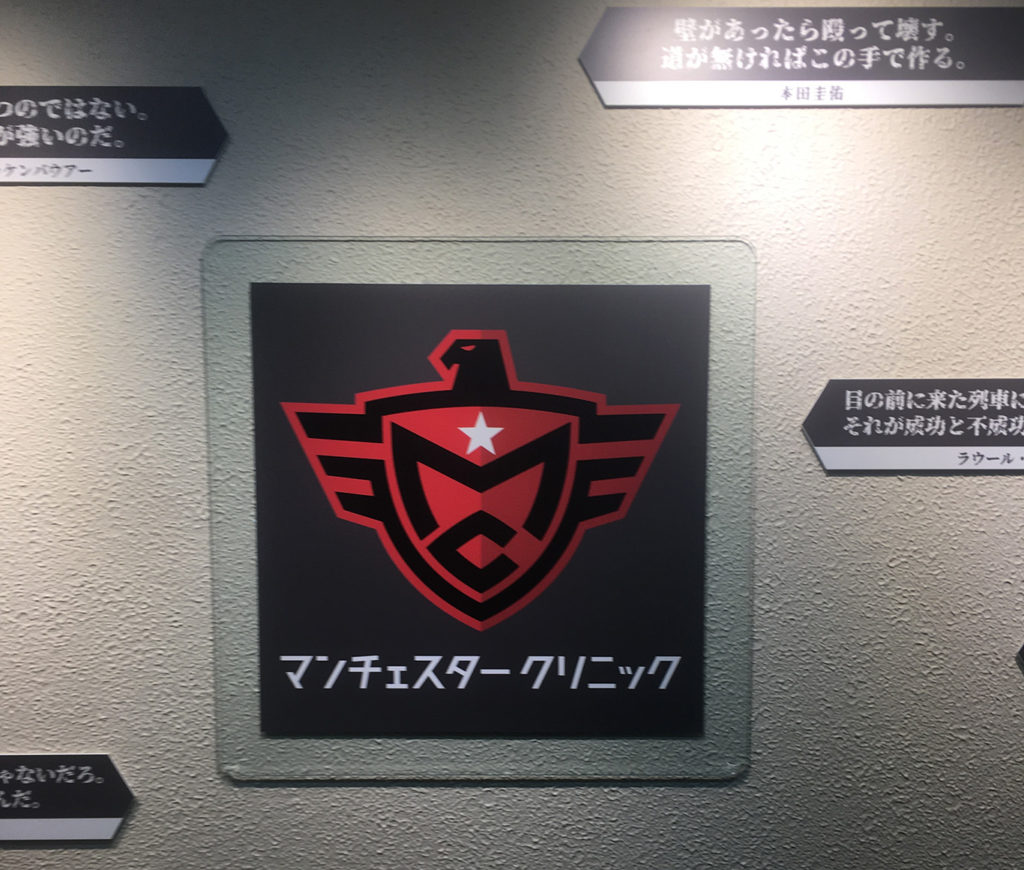 壁があったら殴って壊す。
道が無ければこの手で作る。
本田圭佑
つのではない。
が強いのだ。
ケンバウアー
目の前に来た列車に
それが成功と不成功
ラウール・
MC
マンチェスター クリニック
ゃないだろ。
んだ。